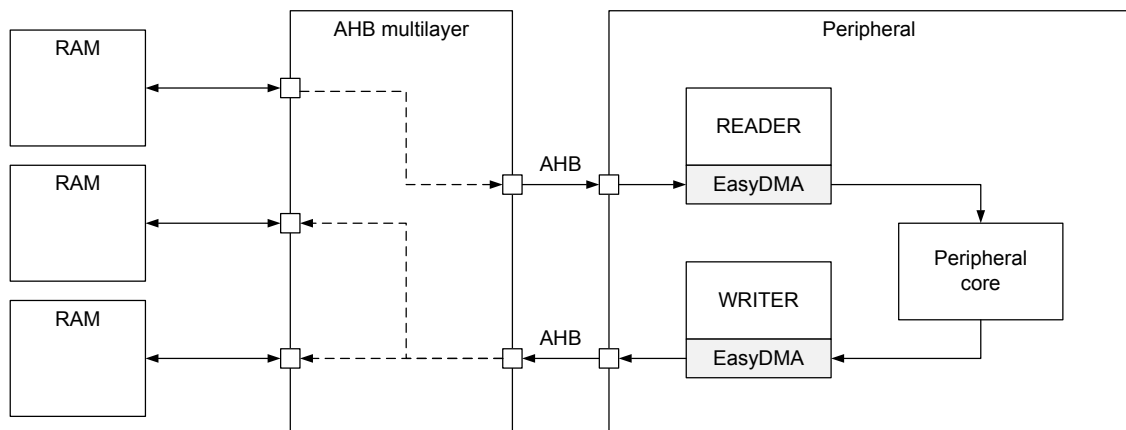 RAM
AHB multilayer
Peripheral
READER
EasyDMA
AHB
RAM
Peripheral
core
WRITER
EasyDMA
AHB
RAM